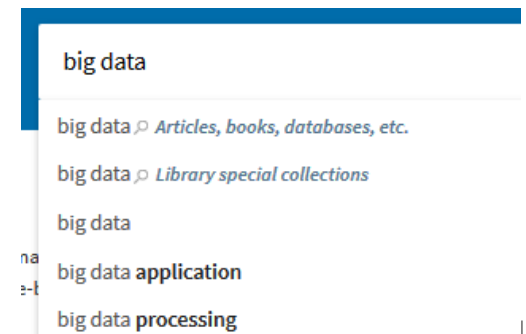 big data
big data Articles, books, databases, etc.
big data Library special collections
big data
big data application
big data processing